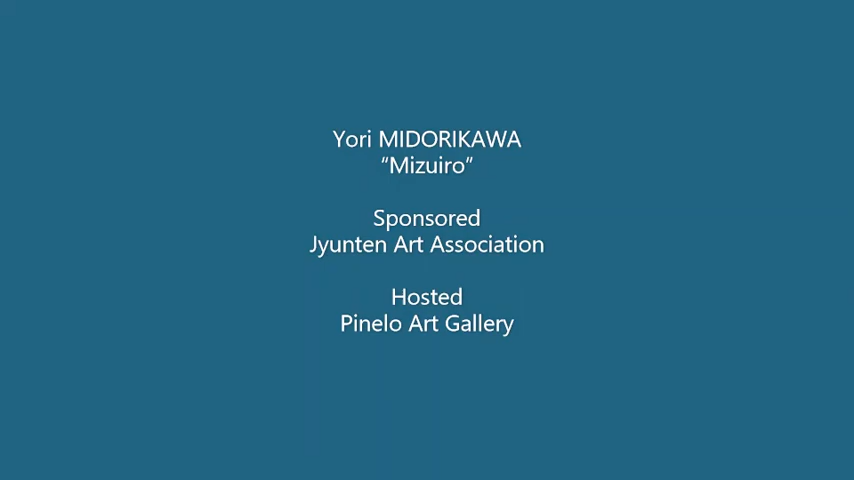 Yori MIDORIKAWA
“Mizuiro”
Sponsored
Jyunten Art Association
Hosted
Pinelo Art Gallery